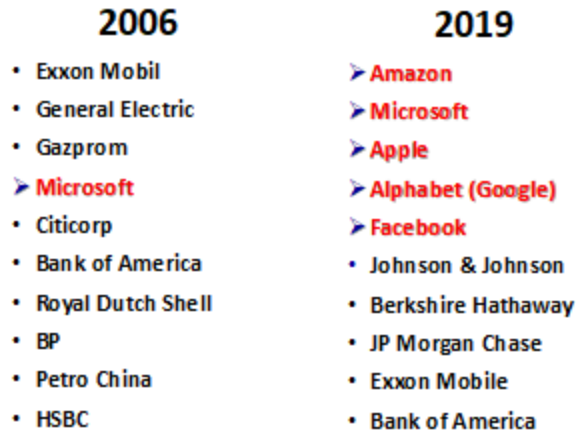 2006
Exxon Mobil
General Electric
Gazprom
Microsoft
Citicorp
Bank of America
Royal Dutch Shell
BP
Petro China
HSBC
2019
Amazon
Microsoft
Apple
Alphabet (Google)
Facebook
Johnson & Johnson
Berkshire Hathaway
JP Morgan Chase
Exxon Mobile
Bank of America